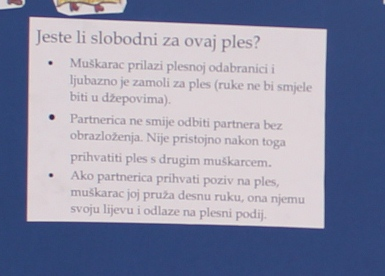 Jeste li slobodni za ovaj ples?
• Muškarac prilazi plesnoj odabranici i
ljubazno je zamoli za ples (ruke ne bi smjele
biti u džepovima).
• Partnerica ne smije odbiti partnera bez
obrazloženja. Nije pristojno nakon toga
prihvatiti ples s drugim muškarcem.
• Ako partnerica prihvati poziv na ples,
muškarac joj pruža desnu ruku, ona njemu
svoju lijevu i odlaze na plesni podij.